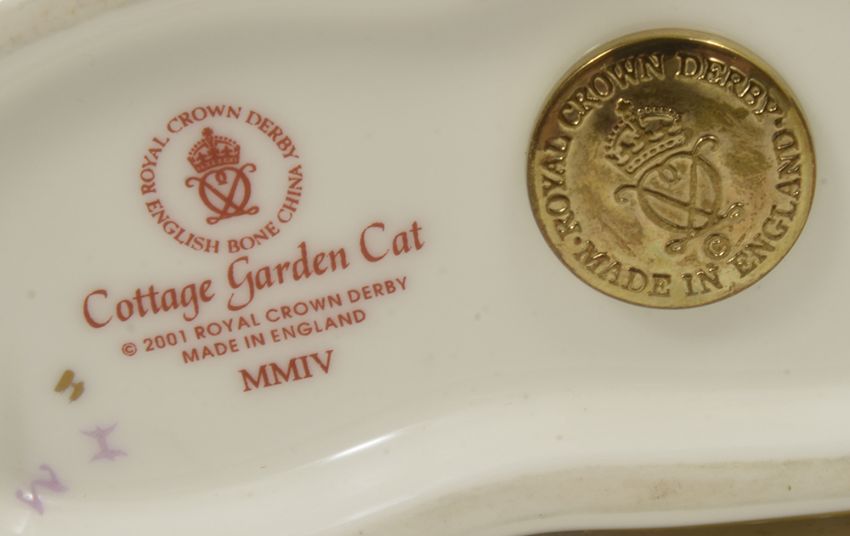 ROYAL CROWN DERBY
ENGLISH BONE CHINA
Cottage Garden Cat
© 2001 ROYAL CROWN DERBY
MADE IN ENGLAND
MMIV
ROYAL CROWN DERBY
MADE IN ENGLAND
©